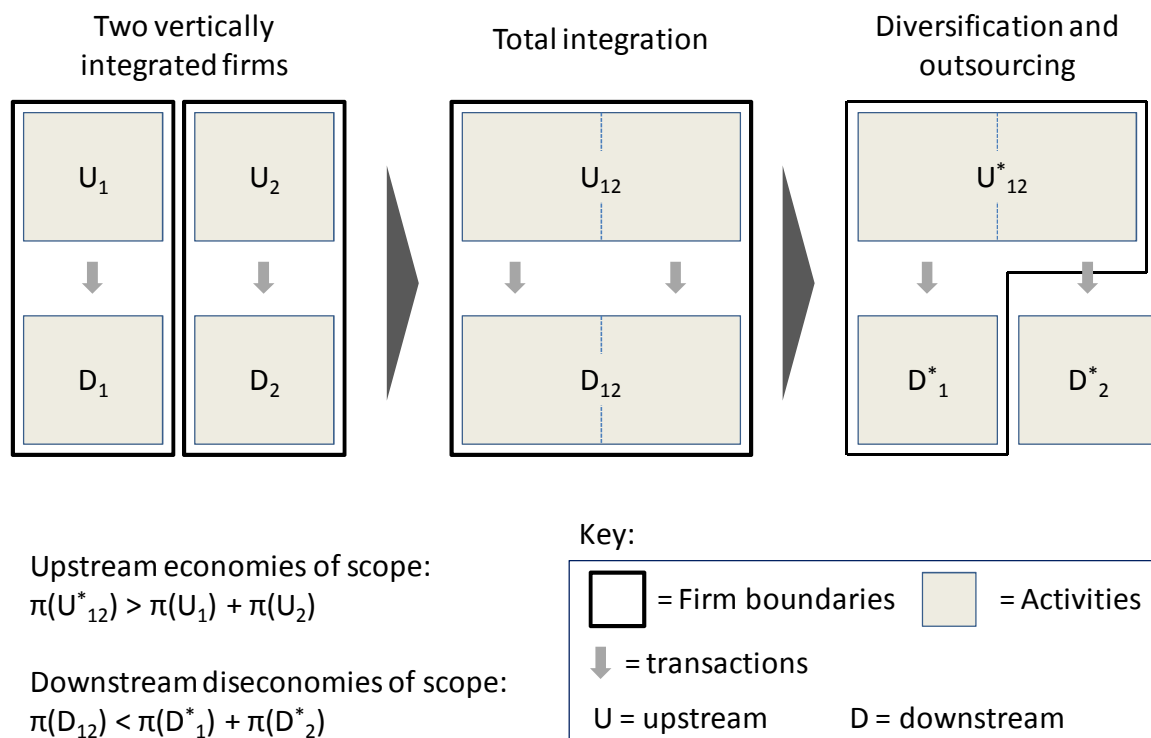 Two vertically
integrated firms
Total integration
Diversification and
outsourcing
U₁
U₂
U₁₂
U*₁₂
D₁
D₂
D₁₂
D*₁
D*₂
Upstream economies of scope:
π(U*₁₂) > π(U₁) + π(U₂)
Downstream diseconomies of scope:
π(D₁₂) < π(D*₁) + π(D*₂)
Key:
= Firm boundaries
= Activities
= transactions
U = upstream
D = downstream